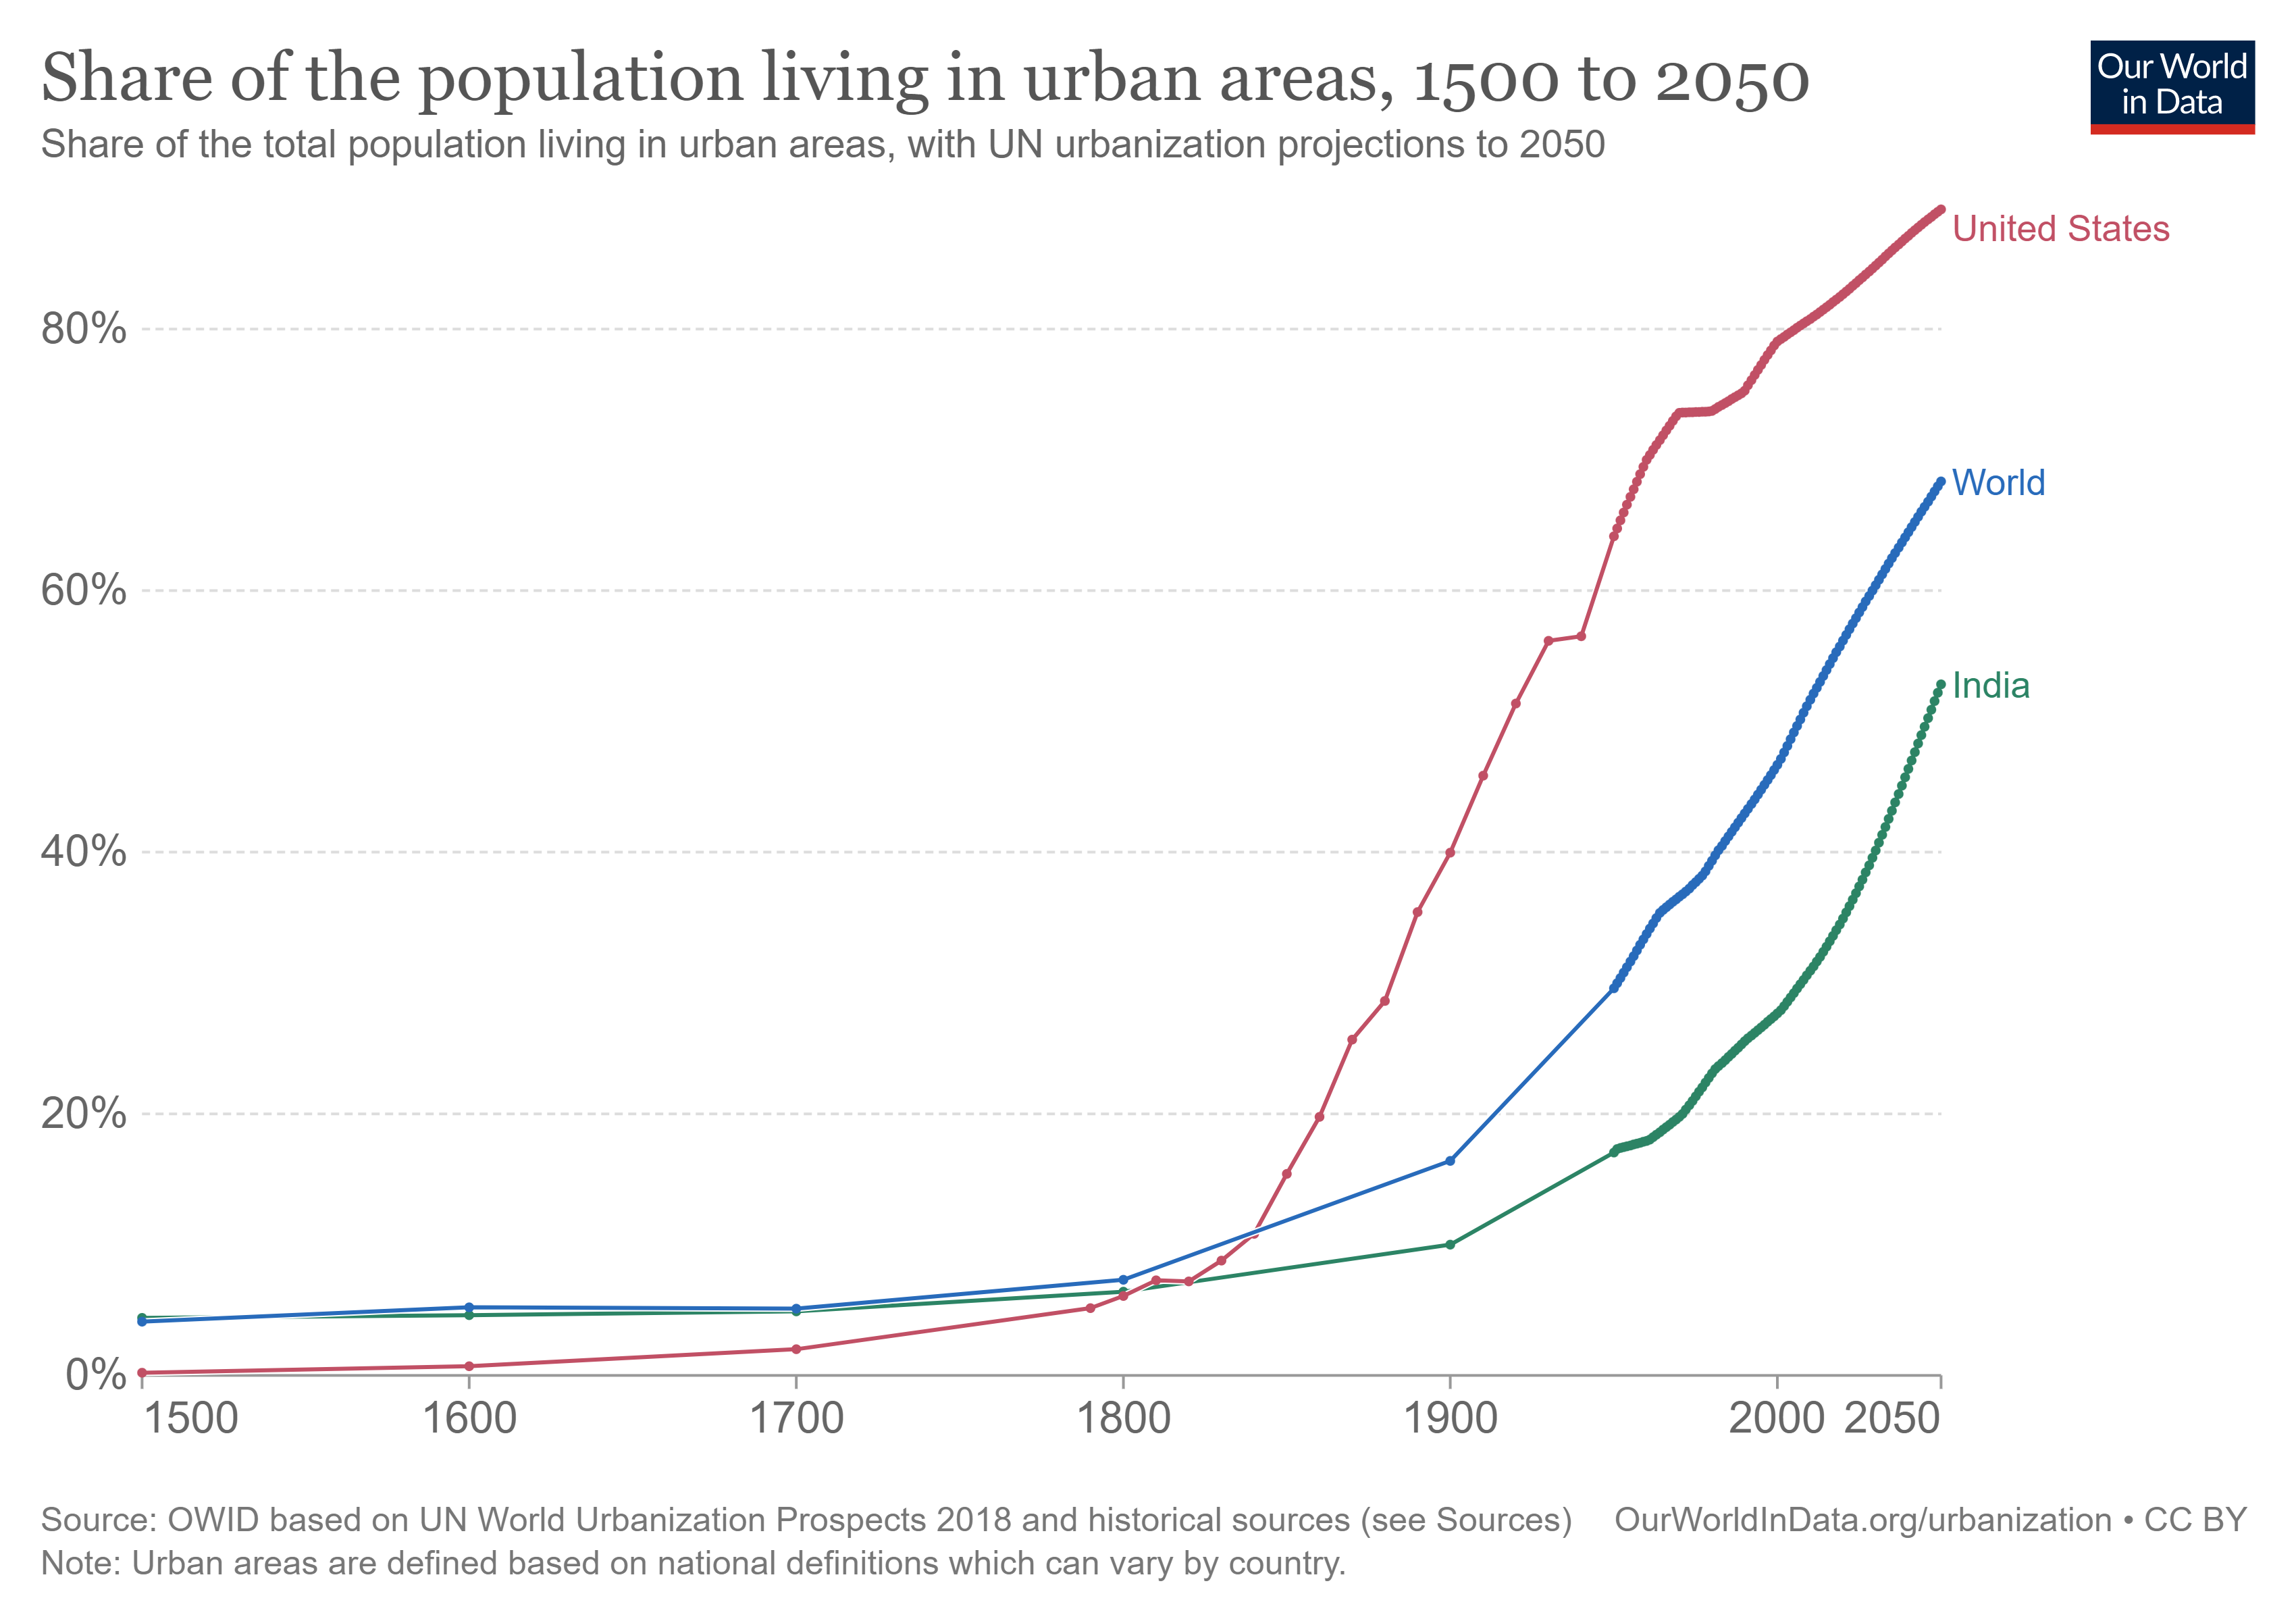 Share of the population living in urban areas, 1500 to 2050
Share of the total population living in urban areas, with UN urbanization projections to 2050
Our World
in Data
United States
80%
World
60%
India
40%
20%
0%
1500 1600 1700 1800 1900 2000 2050
Source: OWID based on UN World Urbanization Prospects 2018 and historical sources (see Sources) OurWorldInData.org/urbanization • CC BY
Note: Urban areas are defined based on national definitions which can vary by country.